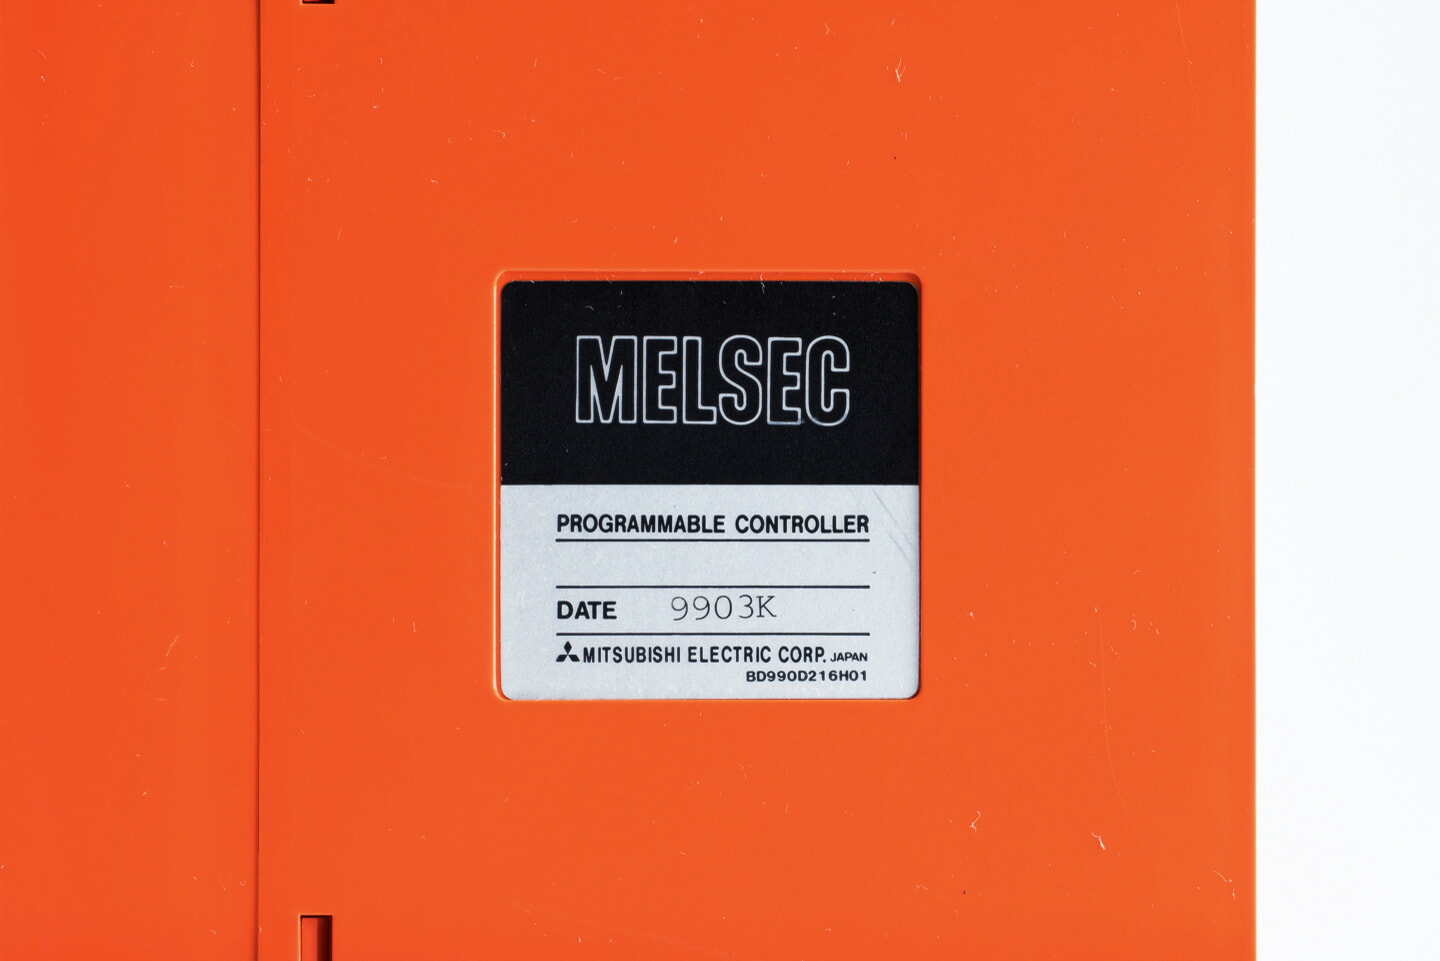 MELSEC
PROGRAMMABLE CONTROLLER
DATE 9903K
MITSUBISHI ELECTRIC CORP. JAPAN
BD990D216H01